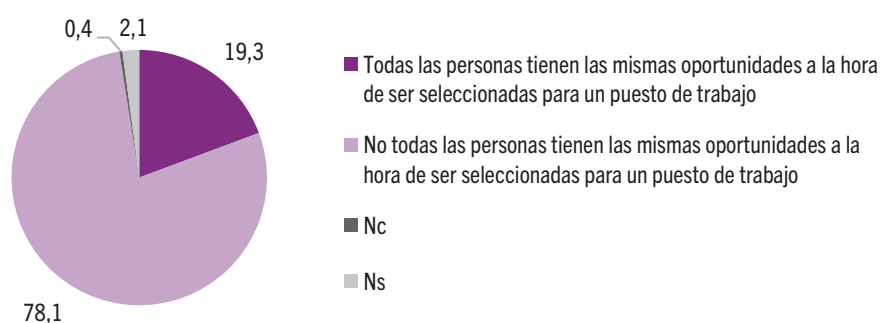 0,4
2,1
19,3
78,1
Todas las personas tienen las mismas oportunidades a la hora
de ser seleccionadas para un puesto de trabajo
No todas las personas tienen las mismas oportunidades a la
hora de ser seleccionadas para un puesto de trabajo
Nc
Ns